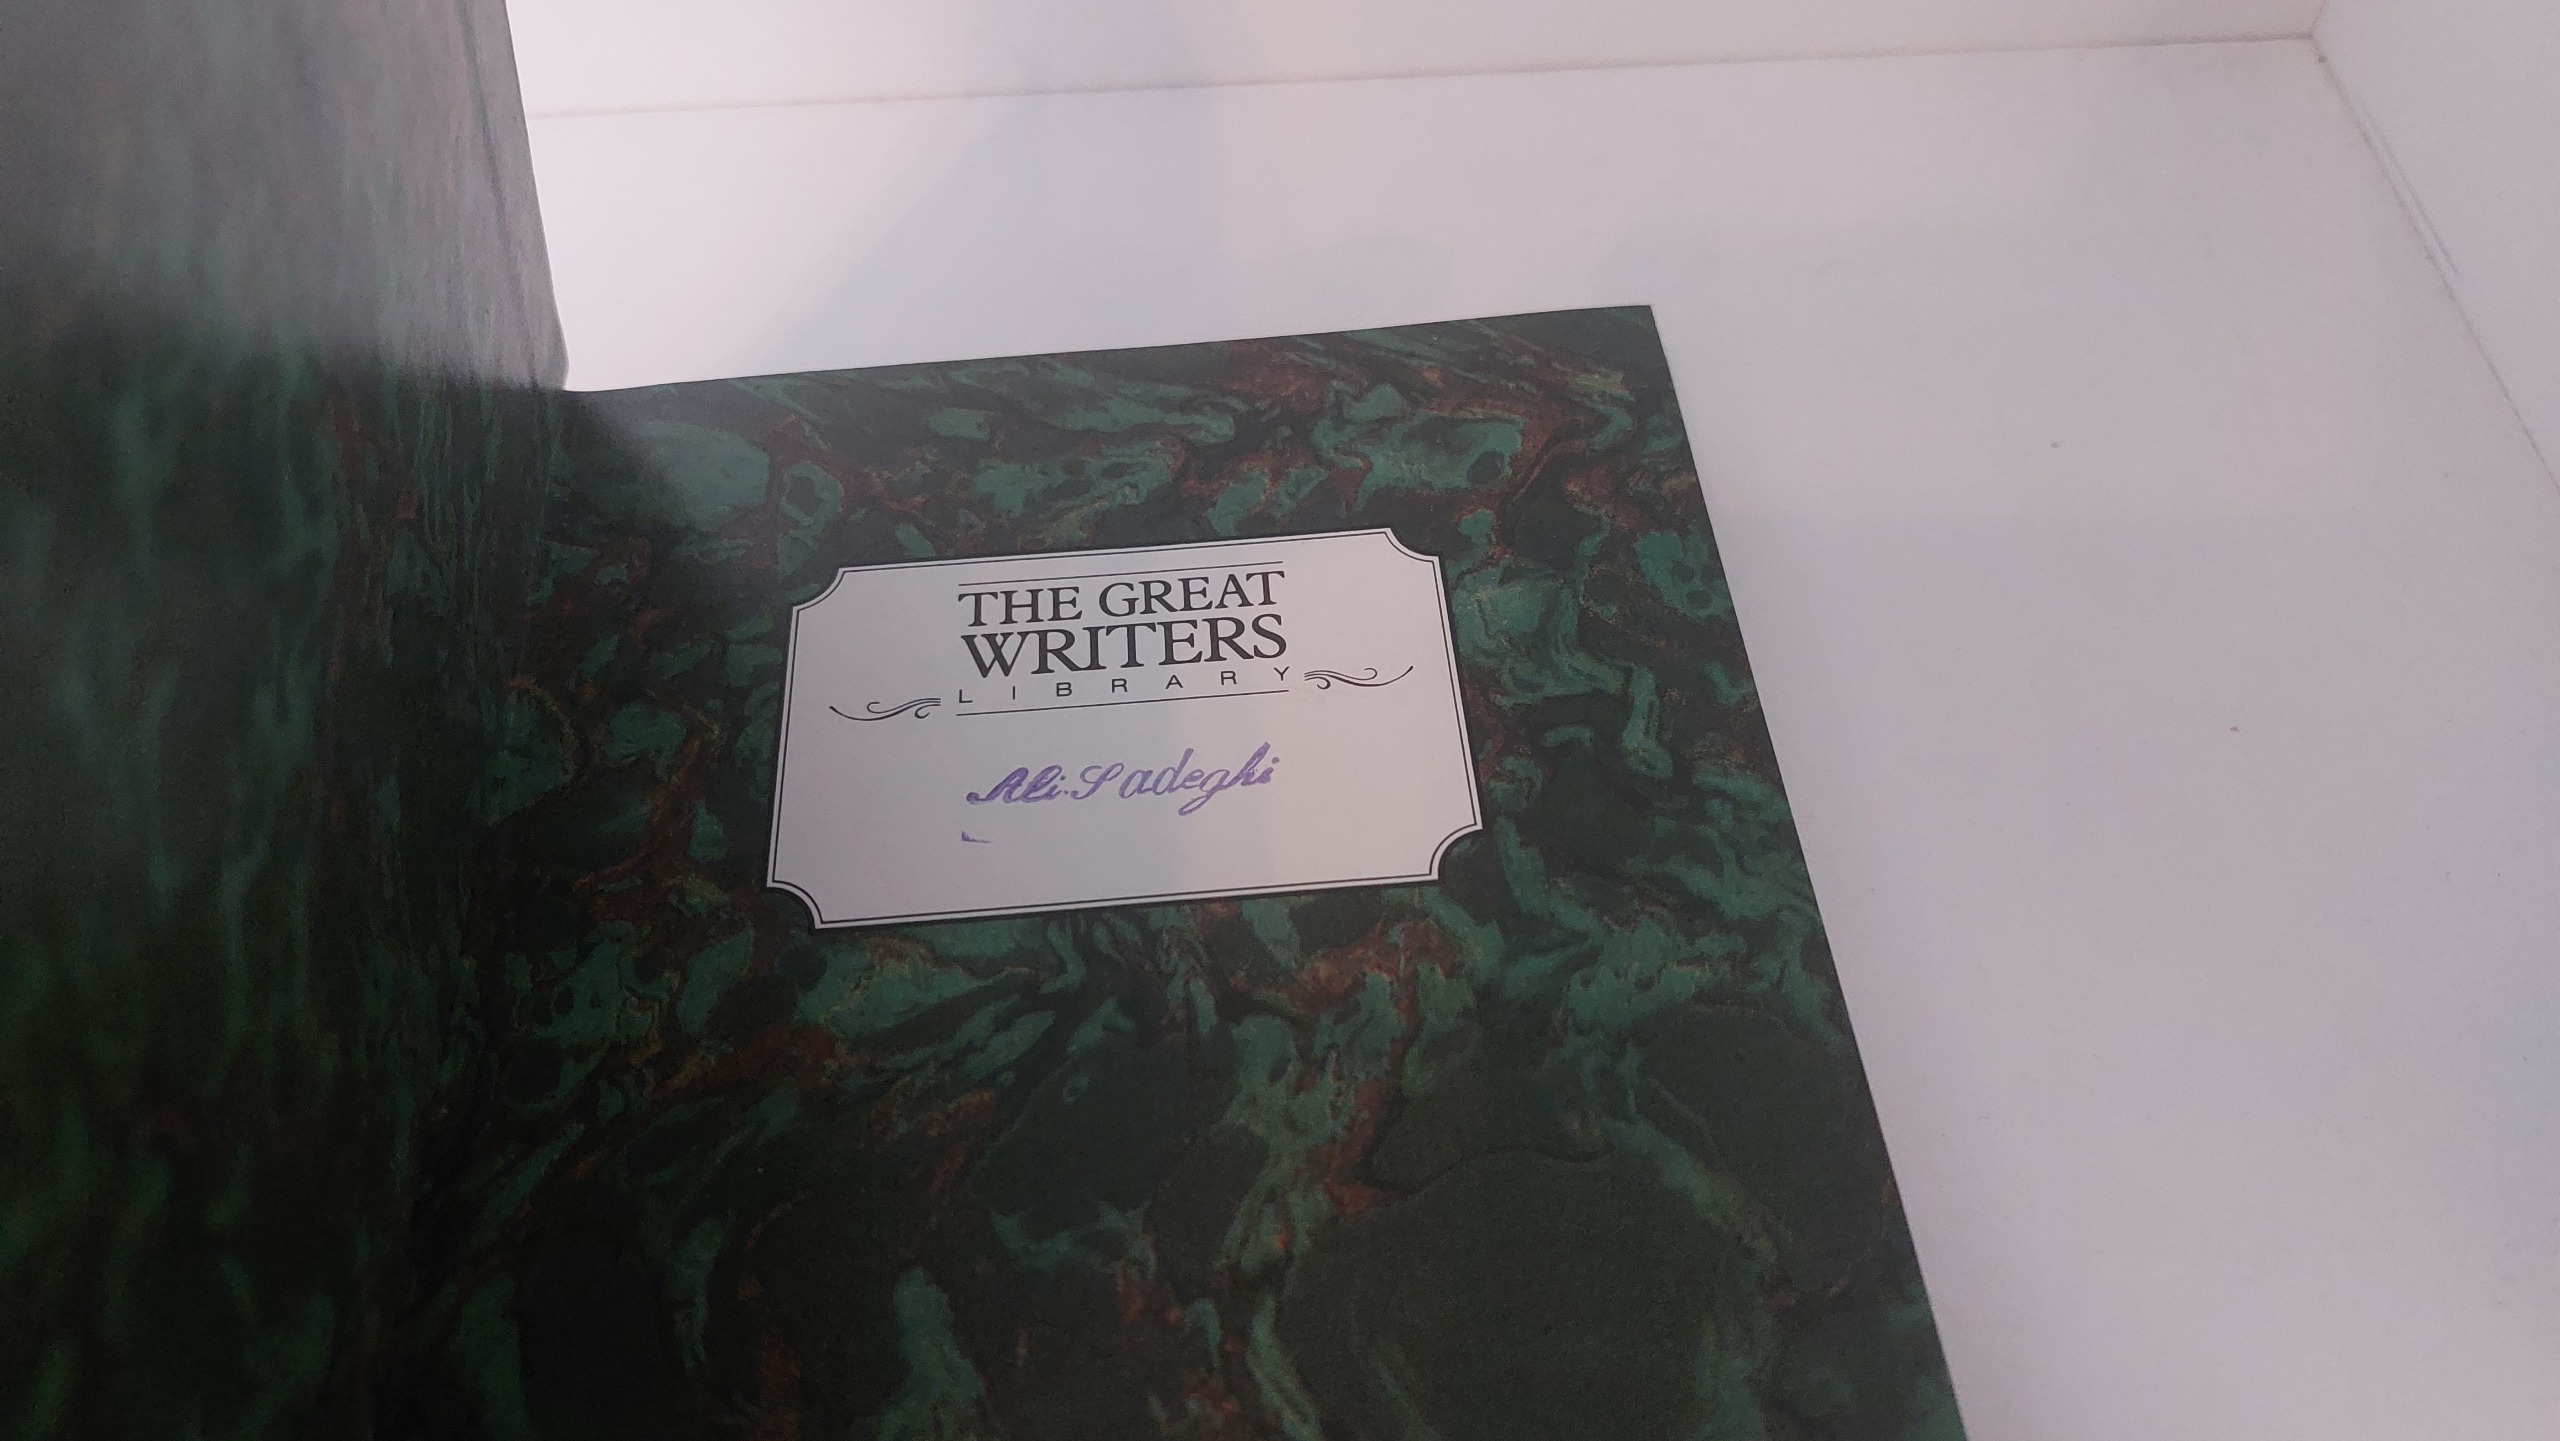 THE GREAT
WRITERS
LIBRARY
Ali Sadeghi